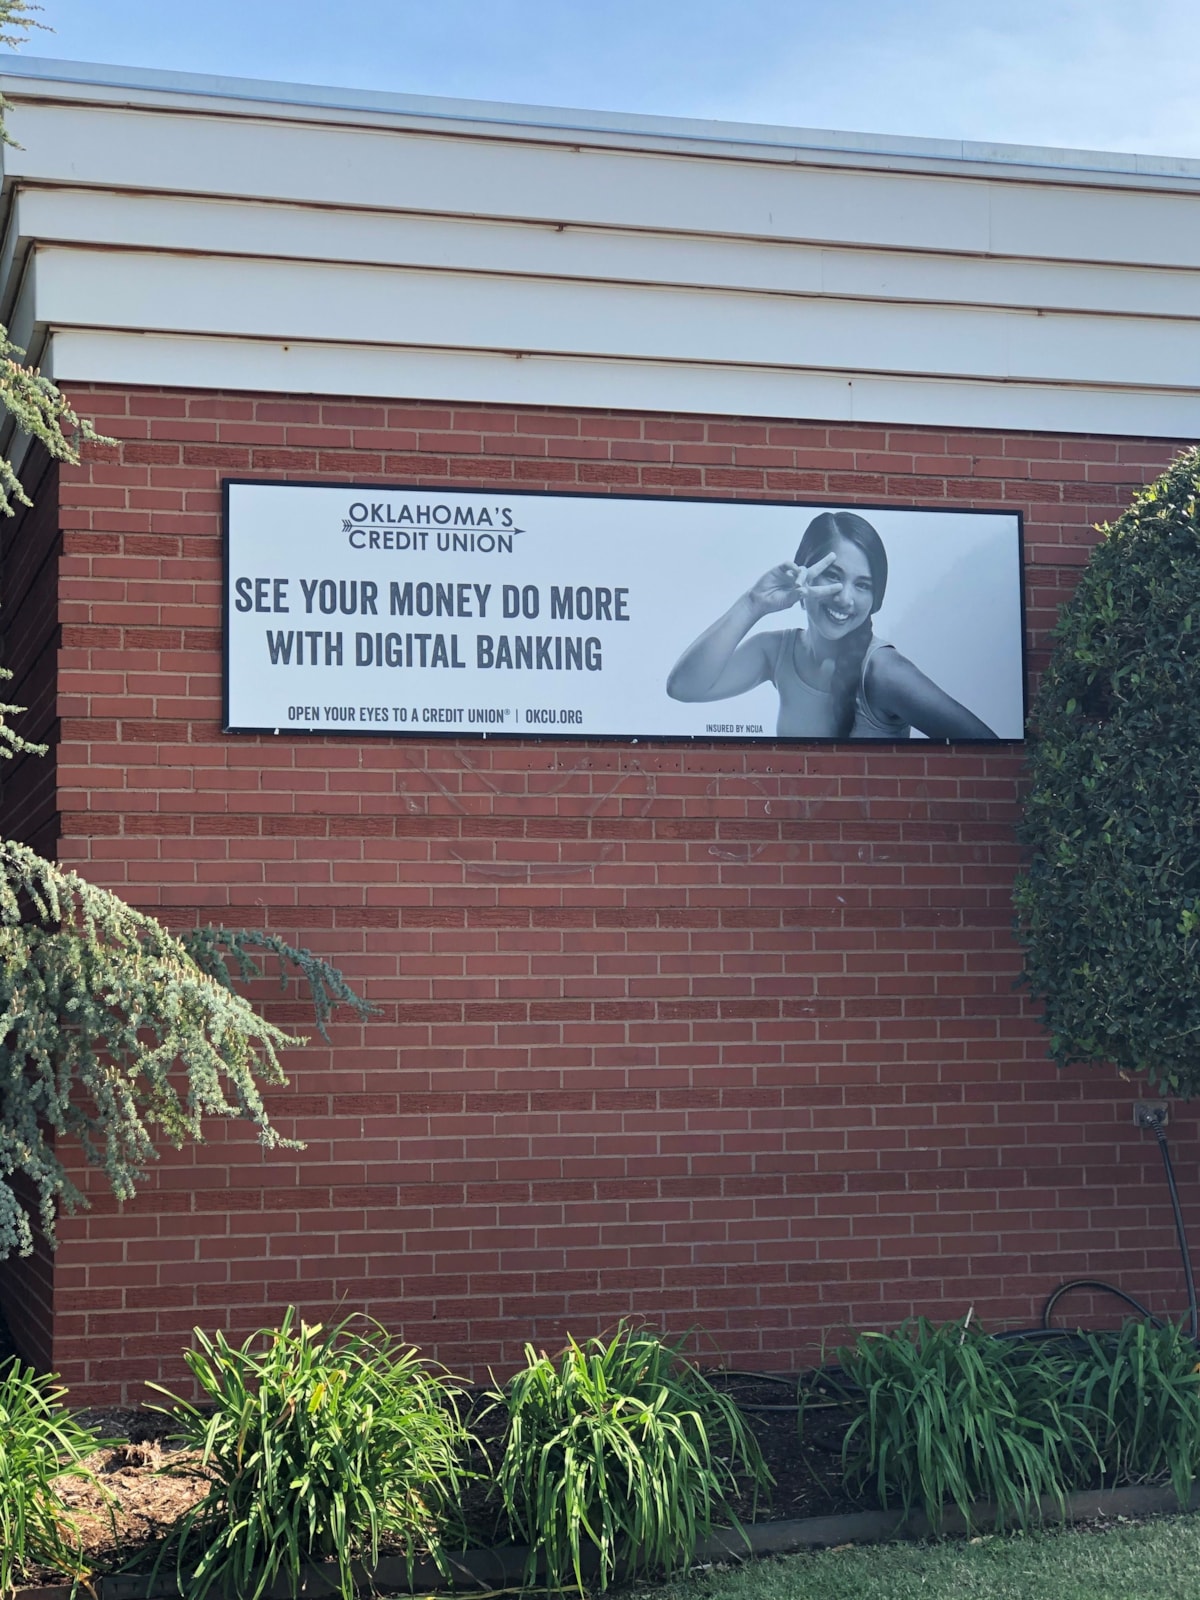 OKLAHOMA'S
CREDIT UNION
SEE YOUR MONEY DO MORE
WITH DIGITAL BANKING
OPEN YOUR EYES TO A CREDIT UNION® | OKCU.ORG
INSURED BY NCUA